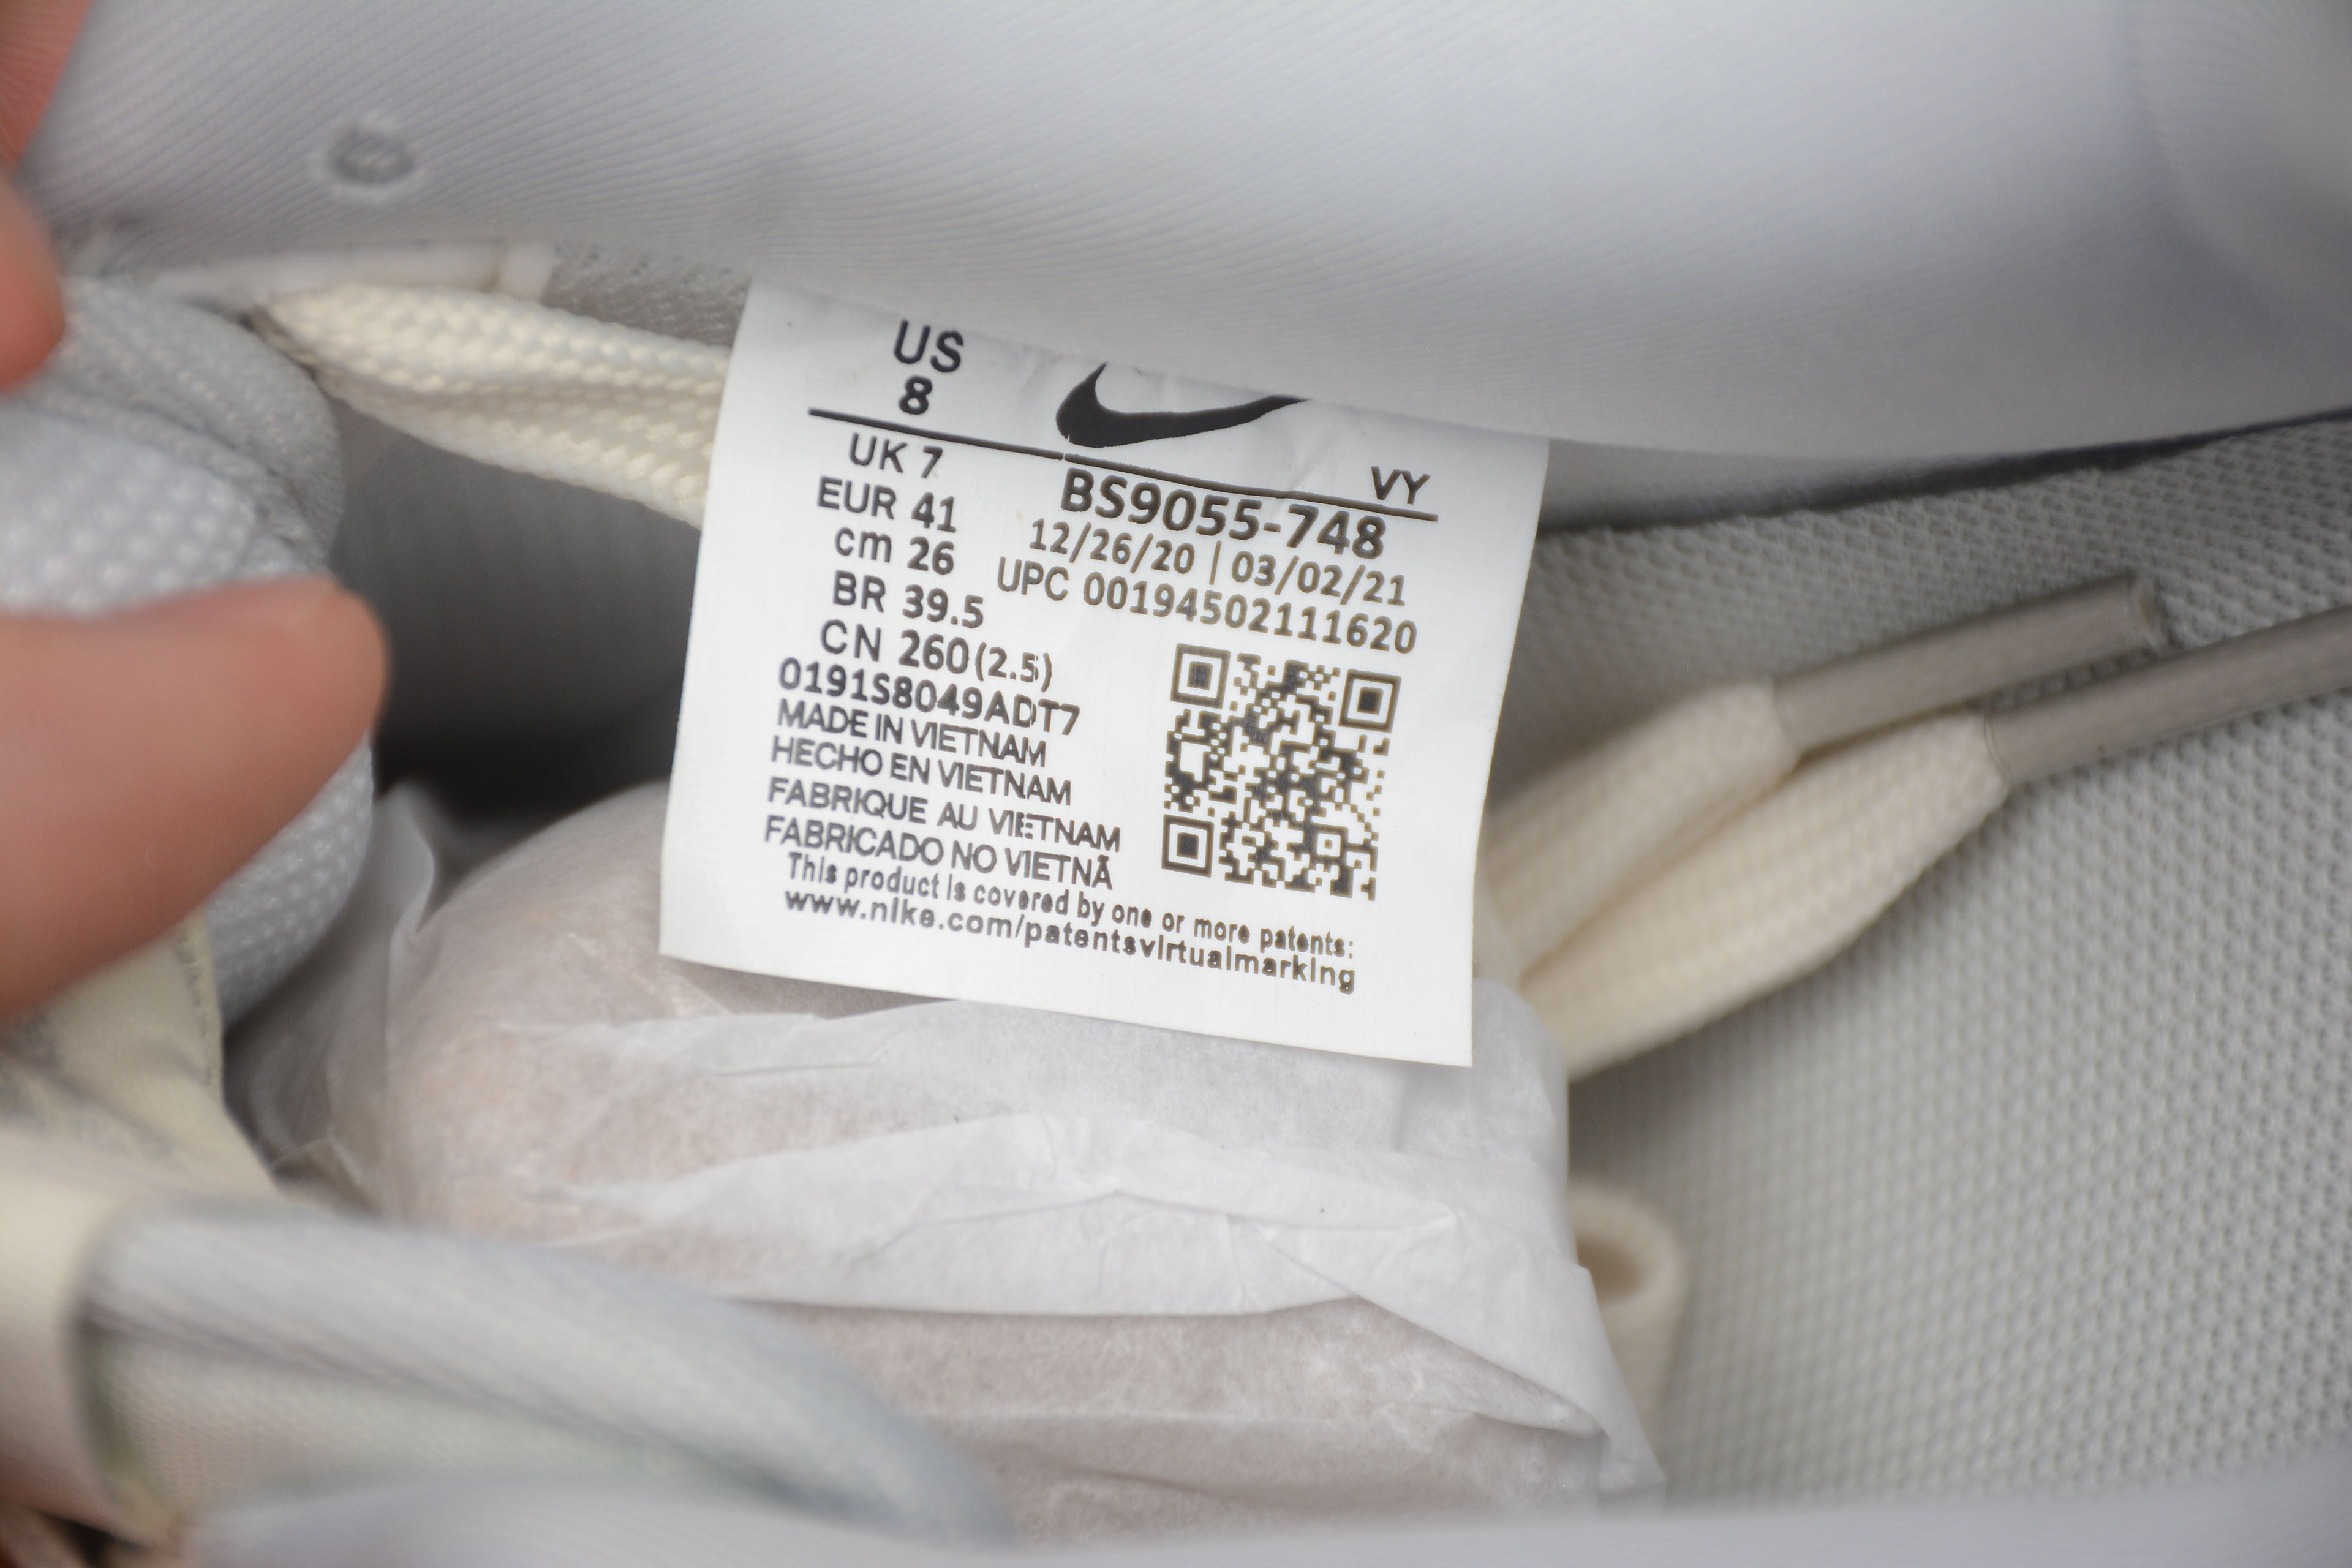 US
8
UK 7
EUR 41
cm 26
BR 39.5
CN 260(2.5)
VY
BS9055-748
12/26/20 | 03/02/21
UPC 00194502111620
0191S8049ADT7
MADE IN VIETNAM
HECHO EN VIETNAM
FABRIQUE AU VIETNAM
FABRICADO NO VIETNÃ
This product is covered by one or more patents:
www.nike.com/patentsvirtualmarking